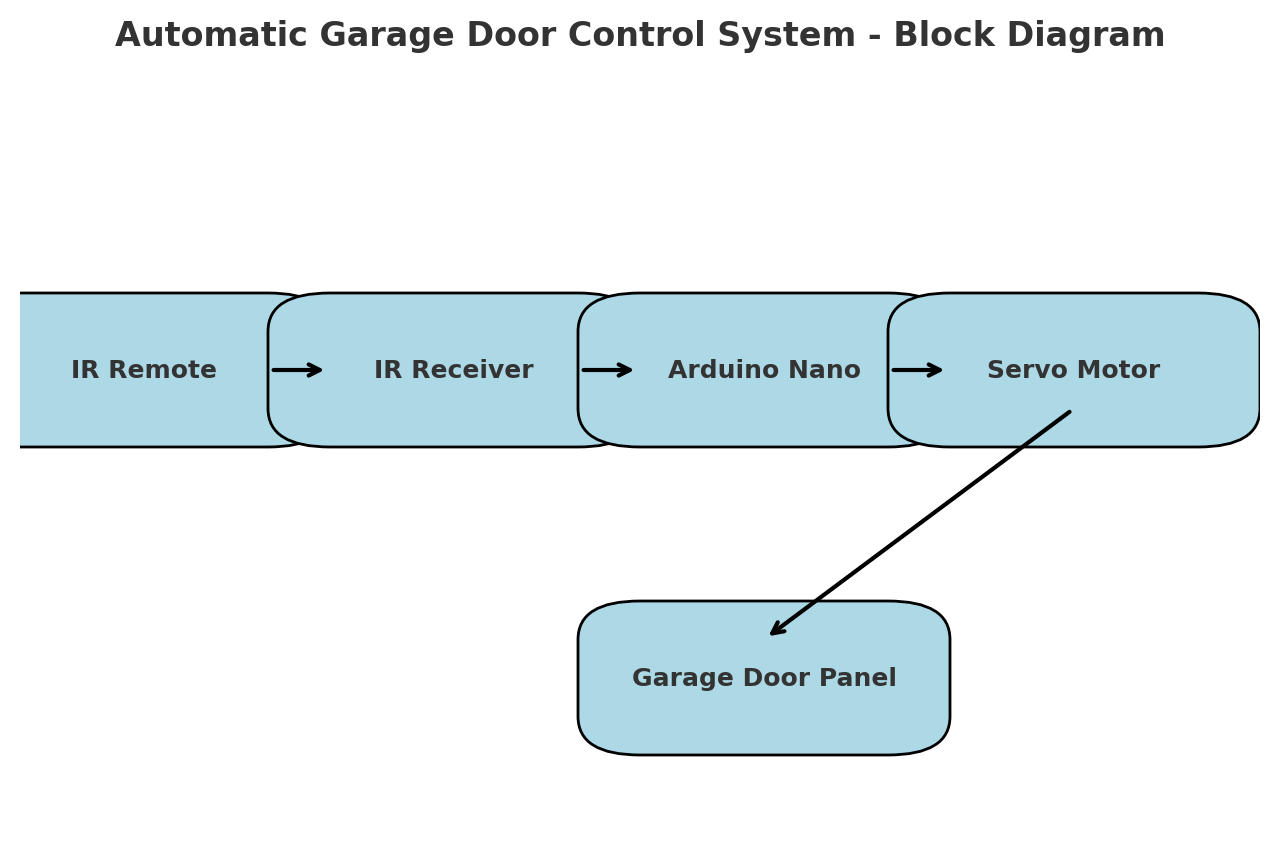 Automatic Garage Door Control System - Block Diagram
IR Remote
IR Receiver
Arduino Nano
Servo Motor
Garage Door Panel